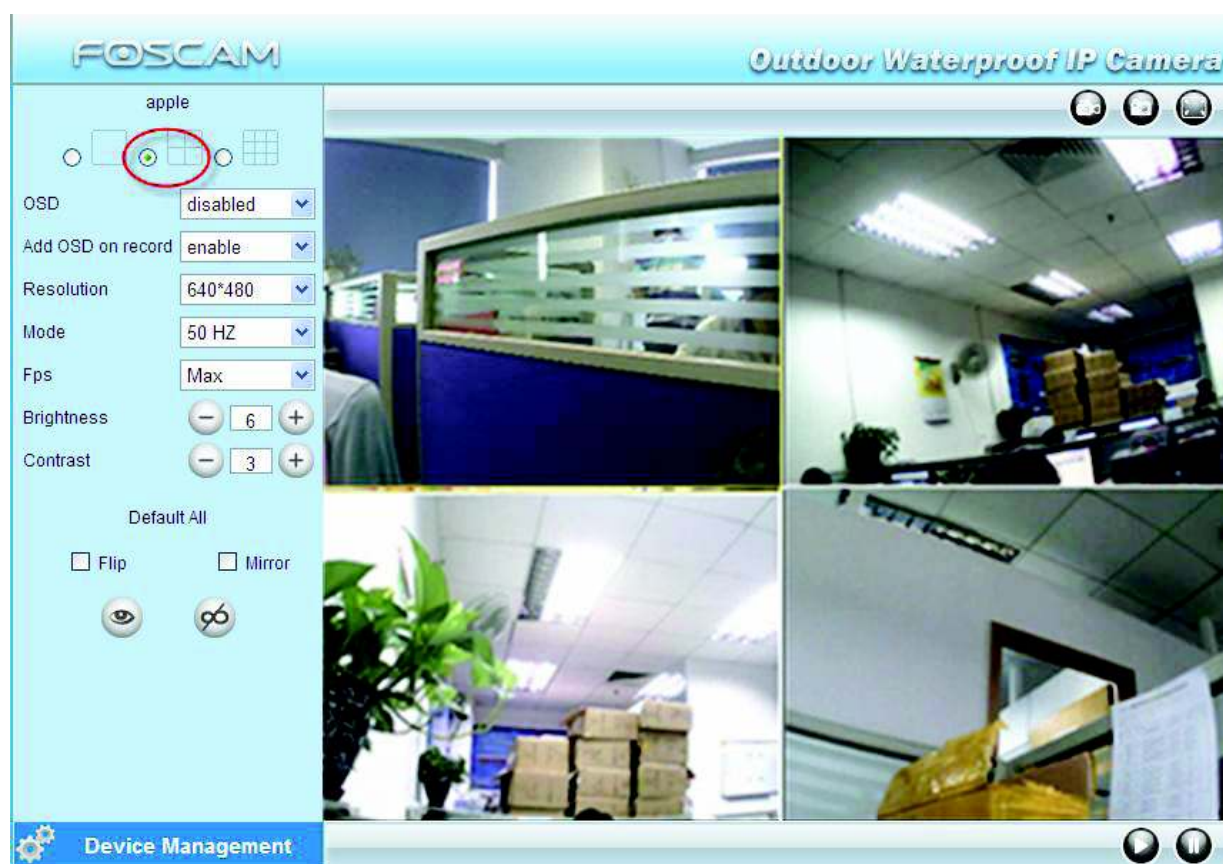 FOSCAM
Outdoor Waterproof IP Camera
apple
OSD disabled
Add OSD on record enable
Resolution 640*480
Mode 50 HZ
Fps Max
Brightness 6
Contrast 3
Default All
Flip Mirror
Device Management